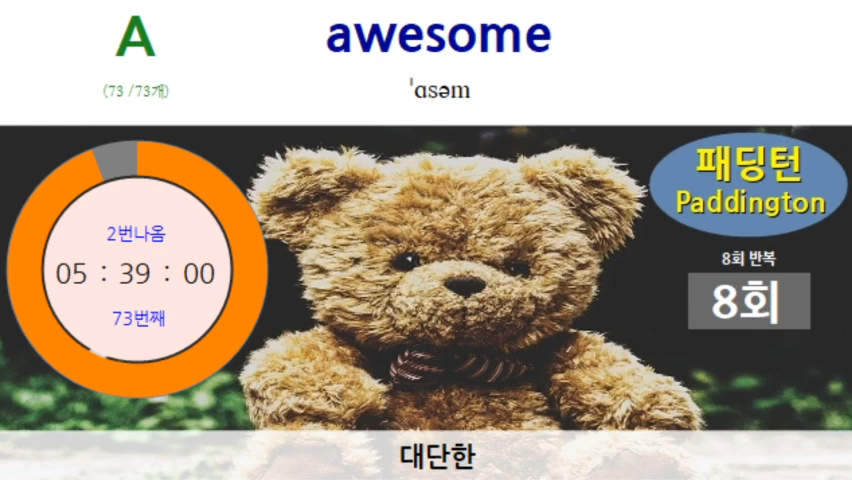 A
(73 /73개)
awesome
ˈɑsəm
2번나옴
05 : 39 : 00
73번째
패딩턴
Paddington
8회 반복
8회
대단한